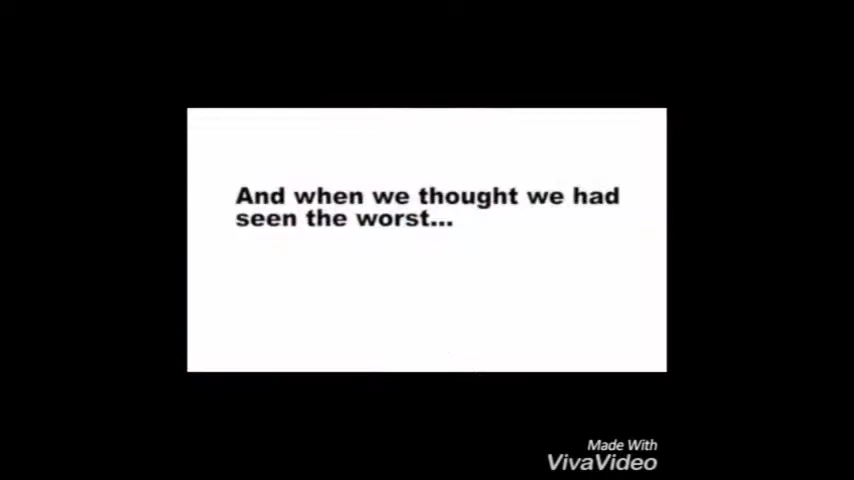 And when we thought we had
seen the worst...
Made With
VivaVideo